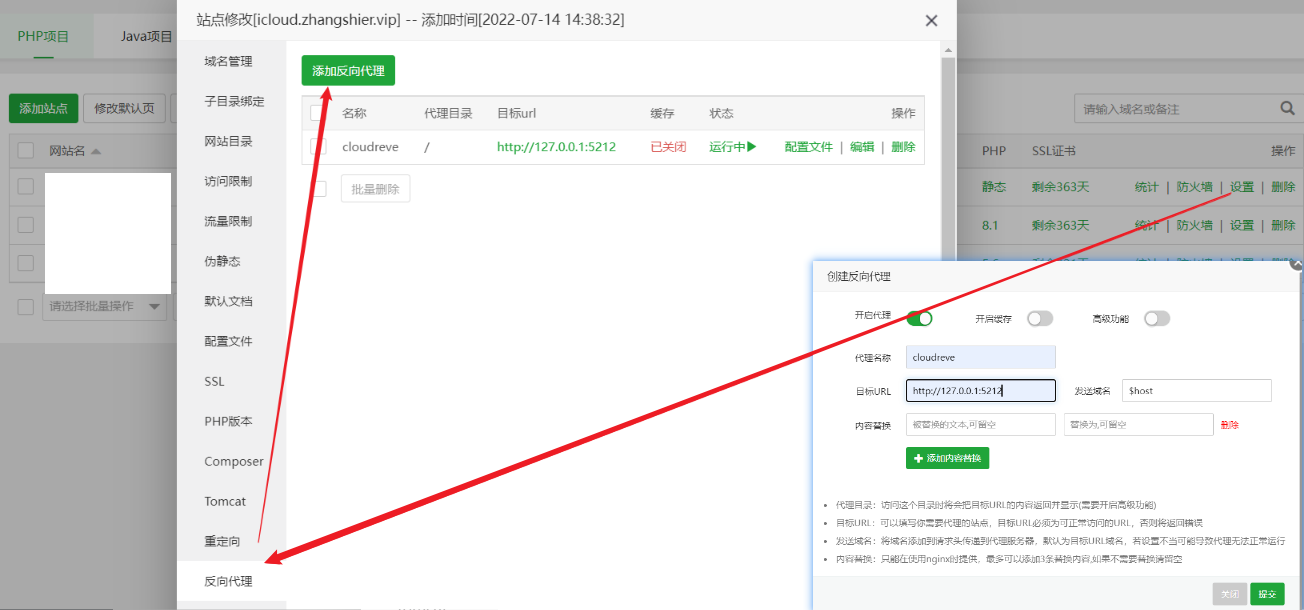 PHP项目 Java项目
添加站点 修改默认页
网站名
请选择批量操作
站点修改[icloud.zhangshier.vip] -- 添加时间[2022-07-14 14:38:32]
域名管理
子目录绑定
网站目录
访问限制
流量限制
伪静态
默认文档
配置文件
SSL
PHP版本
Composer
Tomcat
重定向
反向代理
添加反向代理
名称 代理目录 目标url 缓存 状态 操作
cloudreve / http://127.0.0.1:5212 已关闭 运行中 配置文件 | 编辑 | 删除
批量删除
请输入域名或备注
PHP SSL证书 操作
静态 剩余363天 统计 | 防火墙 | 设置 | 删除
8.1 剩余363天 统计 | 防火墙 | 设置 | 删除
创建反向代理
开启代理 开启缓存 高级功能
代理名称 cloudreve
目标URL http://127.0.0.1:5212 发送域名 $host
内容替换 被替换的文本,可留空 替换为,可留空 删除
添加内容替换
代理目录：访问这个目录时将会把目标URL的内容返回并显示(需要开启高级功能)
目标URL：可以填写你需要代理的站点，目标URL必须为可正常访问的URL，否则将返回错误
发送域名：将域名添加到请求头传递到代理服务器，默认为目标URL域名，若设置不当可能导致代理无法正常运行
内容替换：只能在使用nginx时提供，最多可以添加3条替换内容,如果不需要替换请留空
关闭 提交